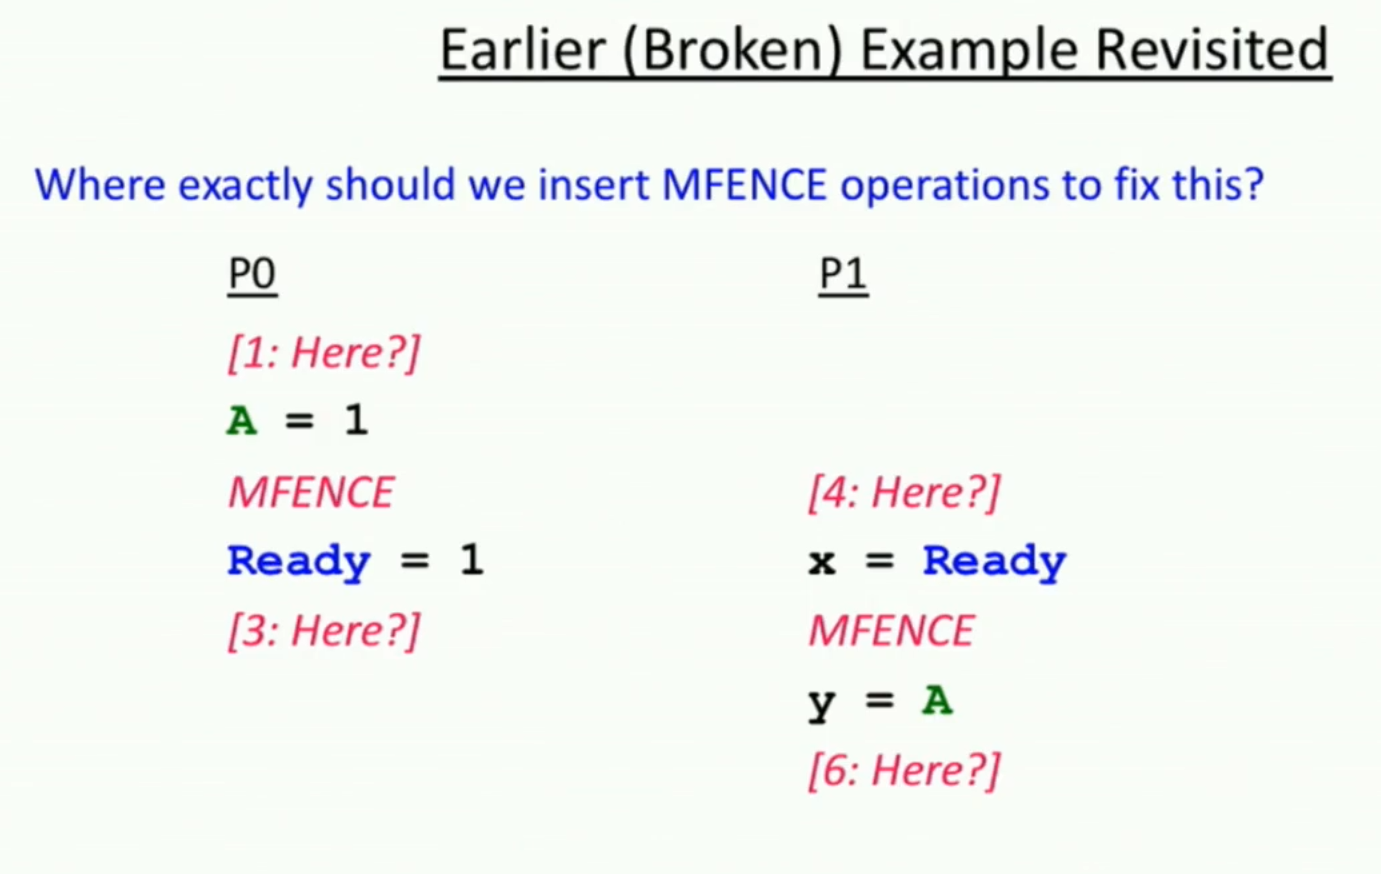 Earlier (Broken) Example Revisited
Where exactly should we insert MFENCE operations to fix this?
P0
[1: Here?]
A = 1
MFENCE
Ready = 1
[3: Here?]
P1
[4: Here?]
x = Ready
MFENCE
y = A
[6: Here?]